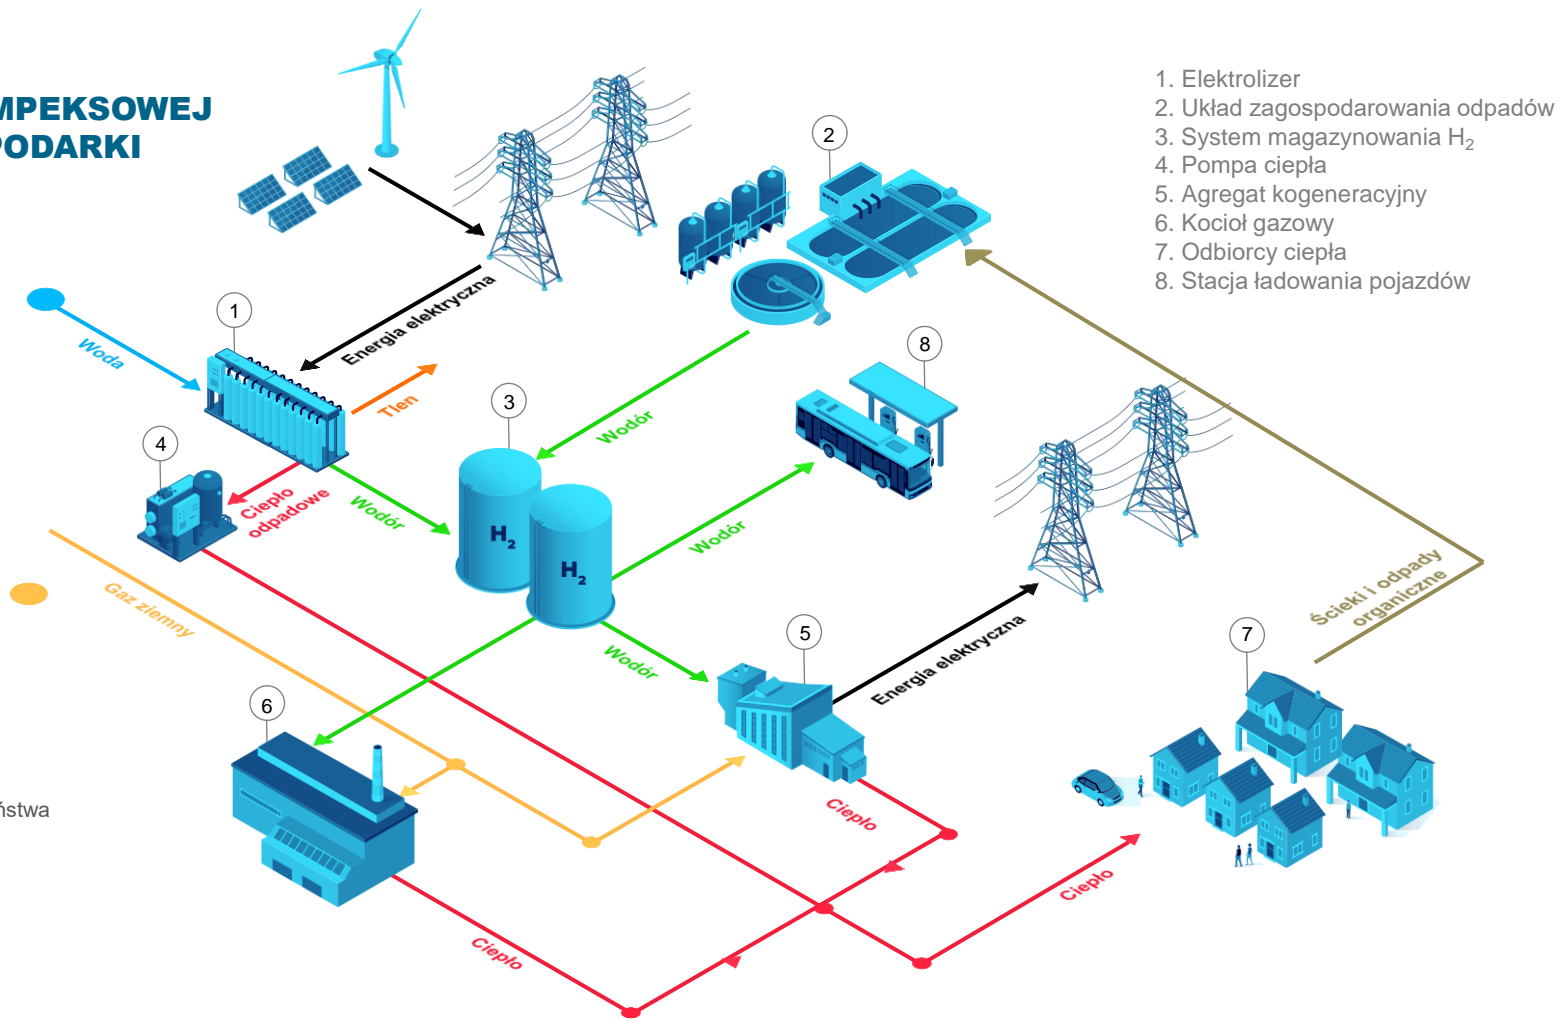 MPEKSOWEJ
PODARKI
1. Elektrolizer
2. Układ zagospodarowania odpadów
3. System magazynowania H₂
4. Pompa ciepła
5. Agregat kogeneracyjny
6. Kocioł gazowy
7. Odbiorcy ciepła
8. Stacja ładowania pojazdów
2
Energia elektryczna
1
Woda
8
Tlen
3
Wodór
4
Ciepło
odpadowe
Wodór
H₂
H₂
Wodór
Gaz ziemny
Ścieki i odpady
organiczne
Wodór
5
7
Energia elektryczna
6
Ciepło
Ciepło
Ciepło
ństwa